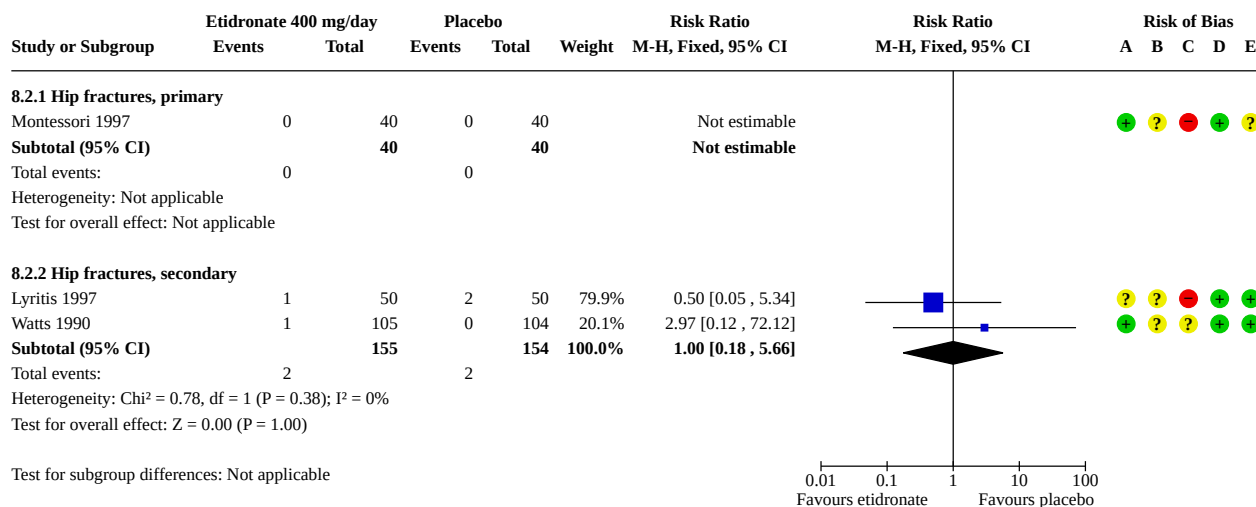 Etidronate 400 mg/day Placebo Risk Ratio Risk Ratio Risk of Bias
Study or Subgroup Events Total Events Total Weight M-H, Fixed, 95% CI M-H, Fixed, 95% CI A B C D E
8.2.1 Hip fractures, primary
Montessori 1997 0 40 0 40 Not estimable + ? − + ?
Subtotal (95% CI) 40 40 Not estimable
Total events: 0 0
Heterogeneity: Not applicable
Test for overall effect: Not applicable
8.2.2 Hip fractures, secondary
Lyritis 1997 1 50 2 50 79.9% 0.50 [0.05 , 5.34] ? ? − + +
Watts 1990 1 105 0 104 20.1% 2.97 [0.12 , 72.12] + ? ? + +
Subtotal (95% CI) 155 154 100.0% 1.00 [0.18 , 5.66]
Total events: 2 2
Heterogeneity: Chi² = 0.78, df = 1 (P = 0.38); I² = 0%
Test for overall effect: Z = 0.00 (P = 1.00)
Test for subgroup differences: Not applicable
0.01 0.1 1 10 100
Favours etidronate Favours placebo